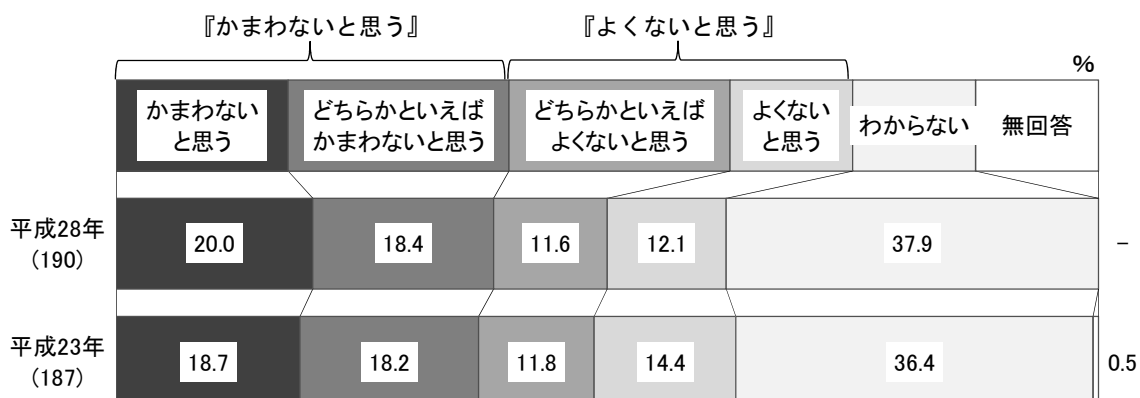 『かまわないと思う』 『よくないと思う』
%
かまわない
と思う
どちらかといえば
かまわないと思う
どちらかといえば
よくないと思う
よくない
と思う
わからない
無回答
平成28年
(190)
20.0 18.4 11.6 12.1 37.9 -
平成23年
(187)
18.7 18.2 11.8 14.4 36.4 0.5